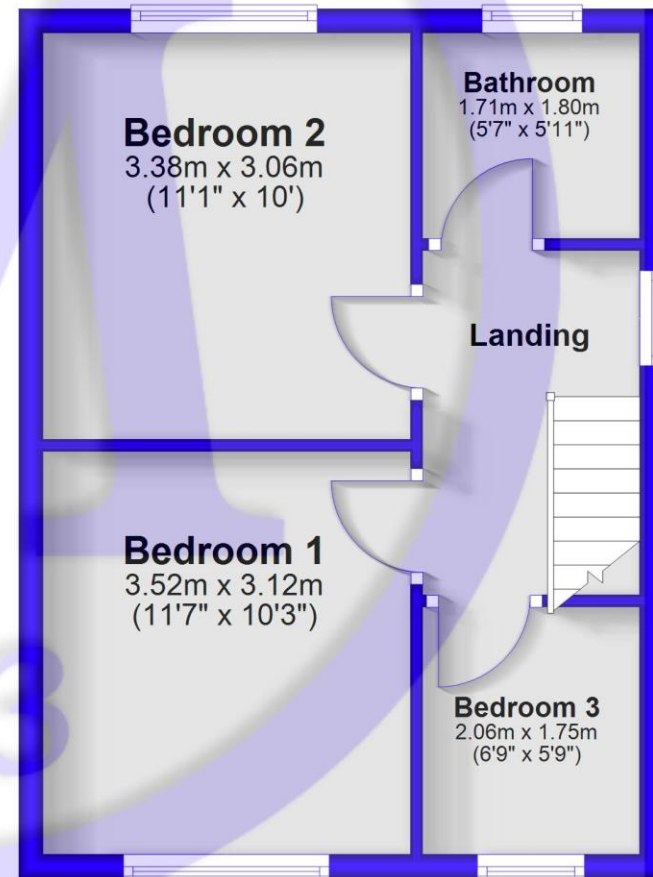 Bathroom
1.71m x 1.80m
(5'7" x 5'11")
Bedroom 2
3.38m x 3.06m
(11'1" x 10')
Landing
Bedroom 1
3.52m x 3.12m
(11'7" x 10'3")
Bedroom 3
2.06m x 1.75m
(6'9" x 5'9")
3